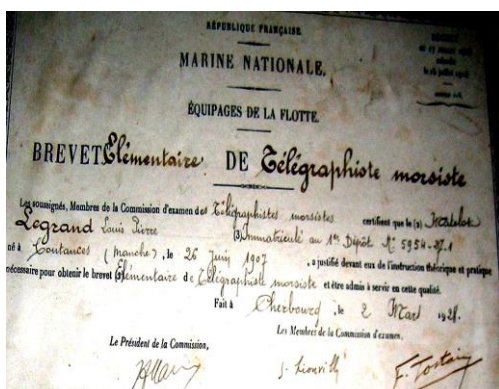 RÉPUBLIQUE FRANÇAISE
MARINE NATIONALE.
ÉQUIPAGES DE LA FLOTTE.
BREVET Élémentaire DE Télégraphiste morsiste
Les soussignés, Membres de la Commission d'examen des Télégraphistes morsistes certifient que le (a) Matelot
Legrand Louis Pierre (3) Immatriculé au 1er Dépôt N° 5954-27.1
né à Coutances (Manche), le 26 Juin 1907, a justifié devant eux de l'instruction théorique et pratique
nécessaire pour obtenir le brevet Élémentaire de Télégraphiste morsiste et être admis à servir en cette qualité.
Fait à Cherbourg, le 2 Mars 1928.
Le Président de la Commission,
Les Membres de la Commission d'examen,